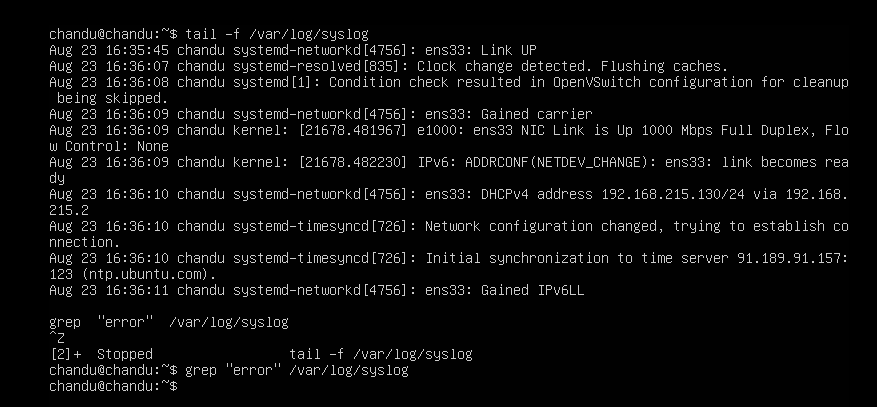 chandu@chandu:~$ tail -f /var/log/syslog
Aug 23 16:35:45 chandu systemd-networkd[4756]: ens33: Link UP
Aug 23 16:36:07 chandu systemd-resolved[835]: Clock change detected. Flushing caches.
Aug 23 16:36:08 chandu systemd[1]: Condition check resulted in OpenVSwitch configuration for cleanup
 being skipped.
Aug 23 16:36:09 chandu systemd-networkd[4756]: ens33: Gained carrier
Aug 23 16:36:09 chandu kernel: [21678.481967] e1000: ens33 NIC Link is Up 1000 Mbps Full Duplex, Flo
w Control: None
Aug 23 16:36:09 chandu kernel: [21678.482230] IPv6: ADDRCONF(NETDEV_CHANGE): ens33: link becomes rea
dy
Aug 23 16:36:10 chandu systemd-networkd[4756]: ens33: DHCPv4 address 192.168.215.130/24 via 192.168.
215.2
Aug 23 16:36:10 chandu systemd-timesyncd[726]: Network configuration changed, trying to establish co
nnection.
Aug 23 16:36:10 chandu systemd-timesyncd[726]: Initial synchronization to time server 91.189.91.157:
123 (ntp.ubuntu.com).
Aug 23 16:36:11 chandu systemd-networkd[4756]: ens33: Gained IPv6LL

grep  "error"  /var/log/syslog
^Z
[2]+  Stopped                 tail -f /var/log/syslog
chandu@chandu:~$ grep "error" /var/log/syslog
chandu@chandu:~$